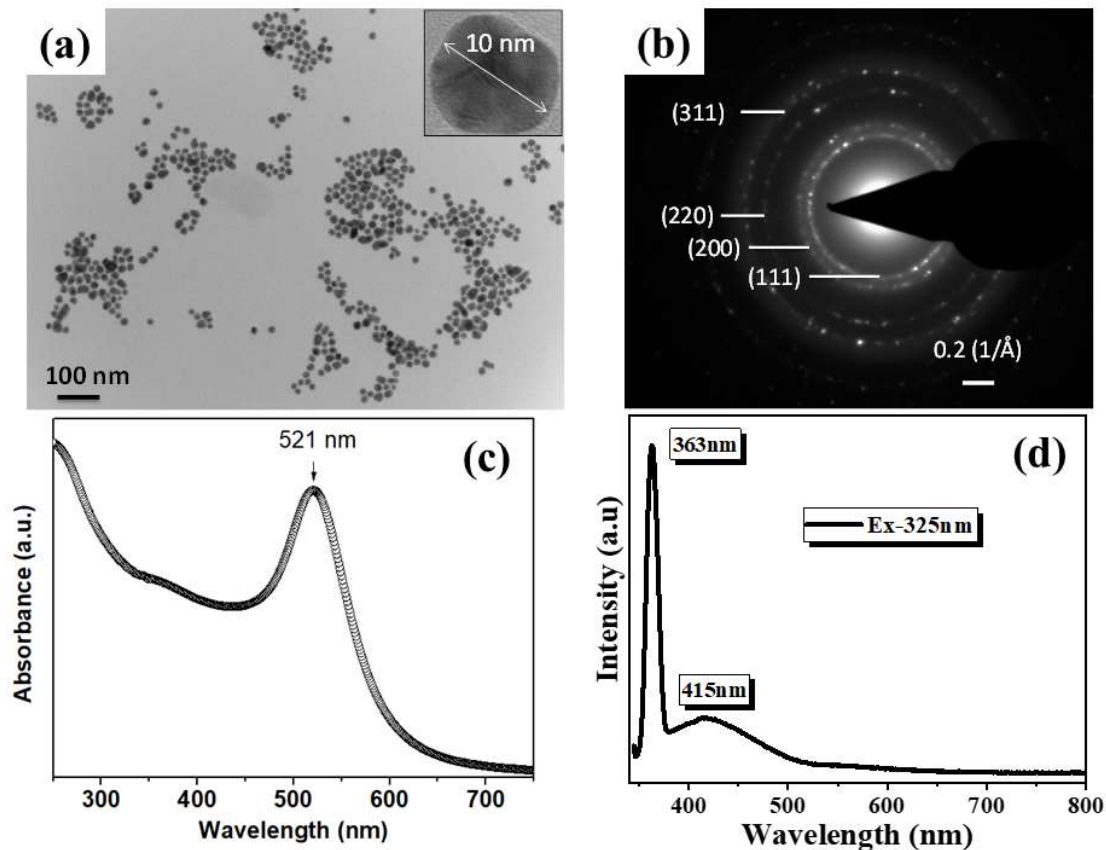 (a)
10 nm
100 nm
(b)
(311)
(220)
(200)
(111)
0.2 (1/Å)
521 nm
(c)
Absorbance (a.u.)
300 400 500 600 700
Wavelength (nm)
363nm
(d)
Ex-325nm
415nm
Intensity (a.u)
400 500 600 700 800
Wavelength (nm)